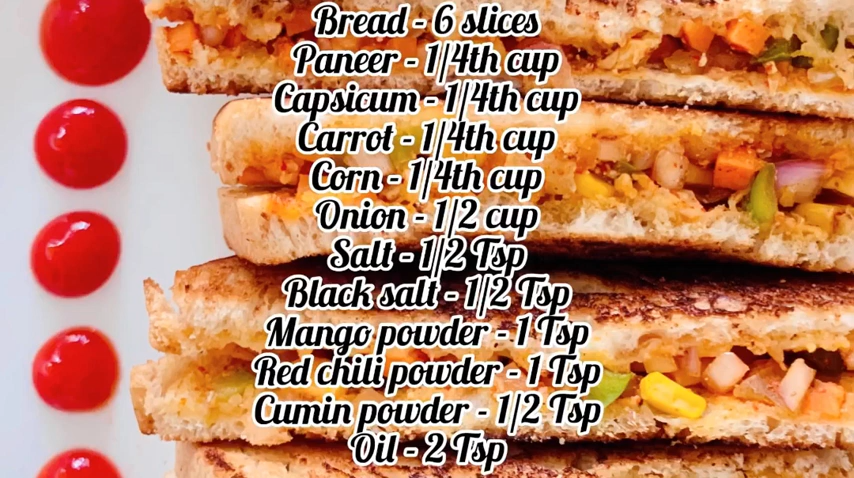 Bread - 6 slices
Paneer - 1/4th cup
Capsicum - 1/4th cup
Carrot - 1/4th cup
Corn - 1/4th cup
Onion - 1/2 cup
Salt - 1/2 Tsp
Black salt - 1/2 Tsp
Mango powder - 1 Tsp
Red chili powder - 1 Tsp
Cumin powder - 1/2 Tsp
Oil - 2 Tsp